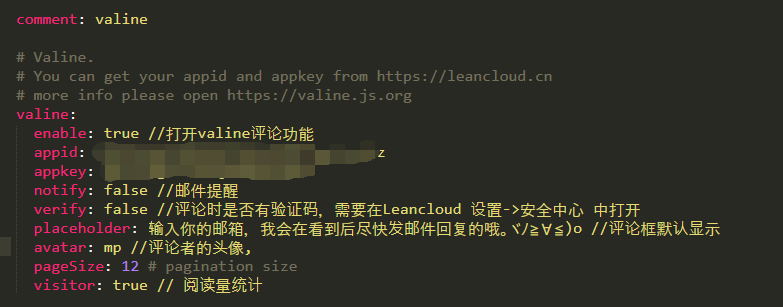 comment: valine
# Valine.
# You can get your appid and appkey from https://leancloud.cn
# more info please open https://valine.js.org
valine:
enable: true //打开valine评论功能
appid: z
appkey:
notify: false //邮件提醒
verify: false //评论时是否有验证码, 需要在Leancloud 设置->安全中心 中打开
placeholder: 输入你的邮箱, 我会在看到后尽快发邮件回复的哦。ヾﾉ≧∀≦)o //评论框默认显示
avatar: mp //评论者的头像,
pageSize: 12 # pagination size
visitor: true // 阅读量统计